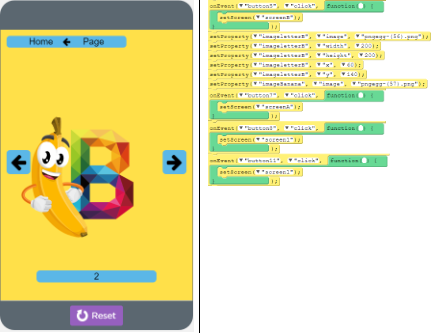 Home ← Page
B
← →
2
Reset
onEvent(▼"button5", ▼"click", function( ) {
setScreen(▼"screenB");
});
setProperty(▼"imageletterB", ▼"image", ▼"pngegg-(56).png");
setProperty(▼"imageletterB", ▼"width", 200);
setProperty(▼"imageletterB", ▼"height", ▼200);
setProperty(▼"imageletterB", ▼"x", 60);
setProperty(▼"imageletterB", ▼"y", 140);
setProperty(▼"imageBanana", ▼"image", ▼"pngegg-(57).png");
onEvent(▼"button7", ▼"click", function( ) {
setScreen(▼"screenA");
});
onEvent(▼"button6", ▼"click", function( ) {
setScreen(▼"screen1");
});
onEvent(▼"button11", ▼"click", function( ) {
setScreen(▼"screen1");
});